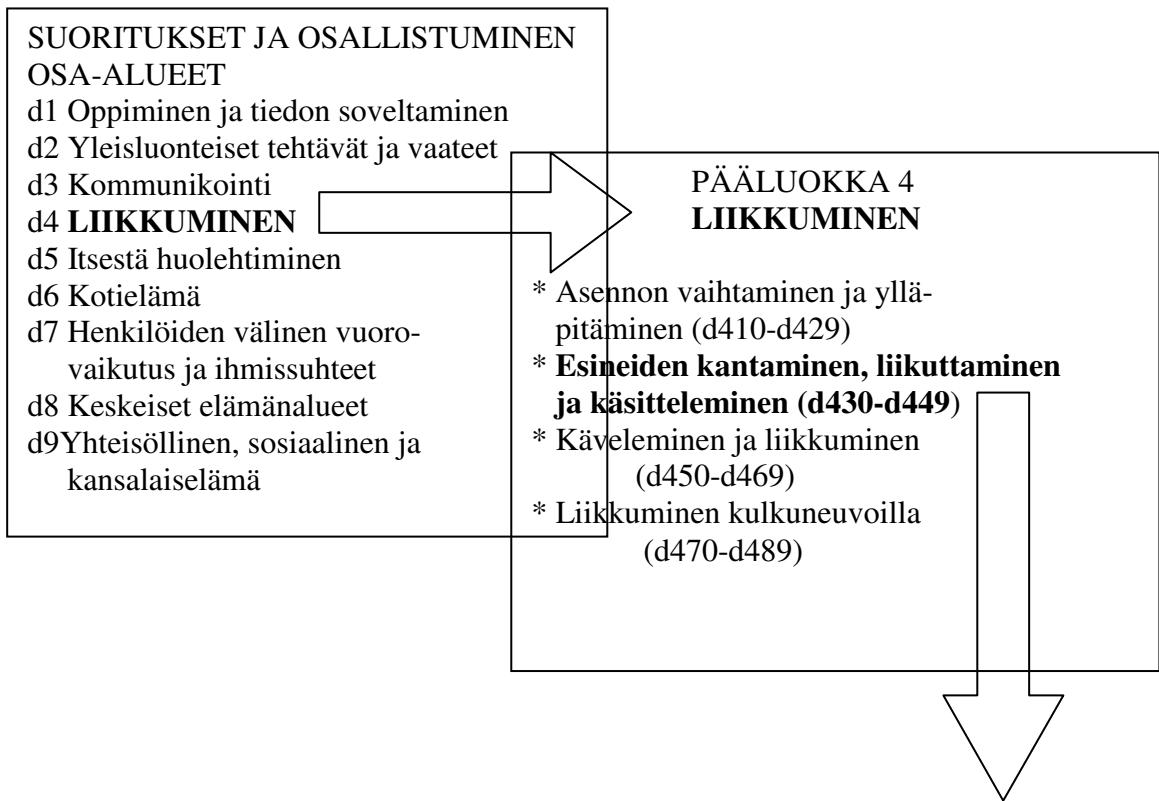 SUORITUKSET JA OSALLISTUMINEN
OSA-ALUEET
d1 Oppiminen ja tiedon soveltaminen
d2 Yleisluonteiset tehtävät ja vaateet
d3 Kommunikointi
d4 LIIKKUMINEN
d5 Itsestä huolehtiminen
d6 Kotielämä
d7 Henkilöiden välinen vuoro-
vaikutus ja ihmissuhteet
d8 Keskeiset elämänalueet
d9Yhteisöllinen, sosiaalinen ja
kansalaiselämä
PÄÄLUOKKA 4
LIIKKUMINEN
* Asennon vaihtaminen ja yllä-
pitäminen (d410-d429)
* Esineiden kantaminen, liikuttaminen
ja käsitteleminen (d430-d449)
* Käveleminen ja liikkuminen
(d450-d469)
* Liikkuminen kulkuneuvoilla
(d470-d489)